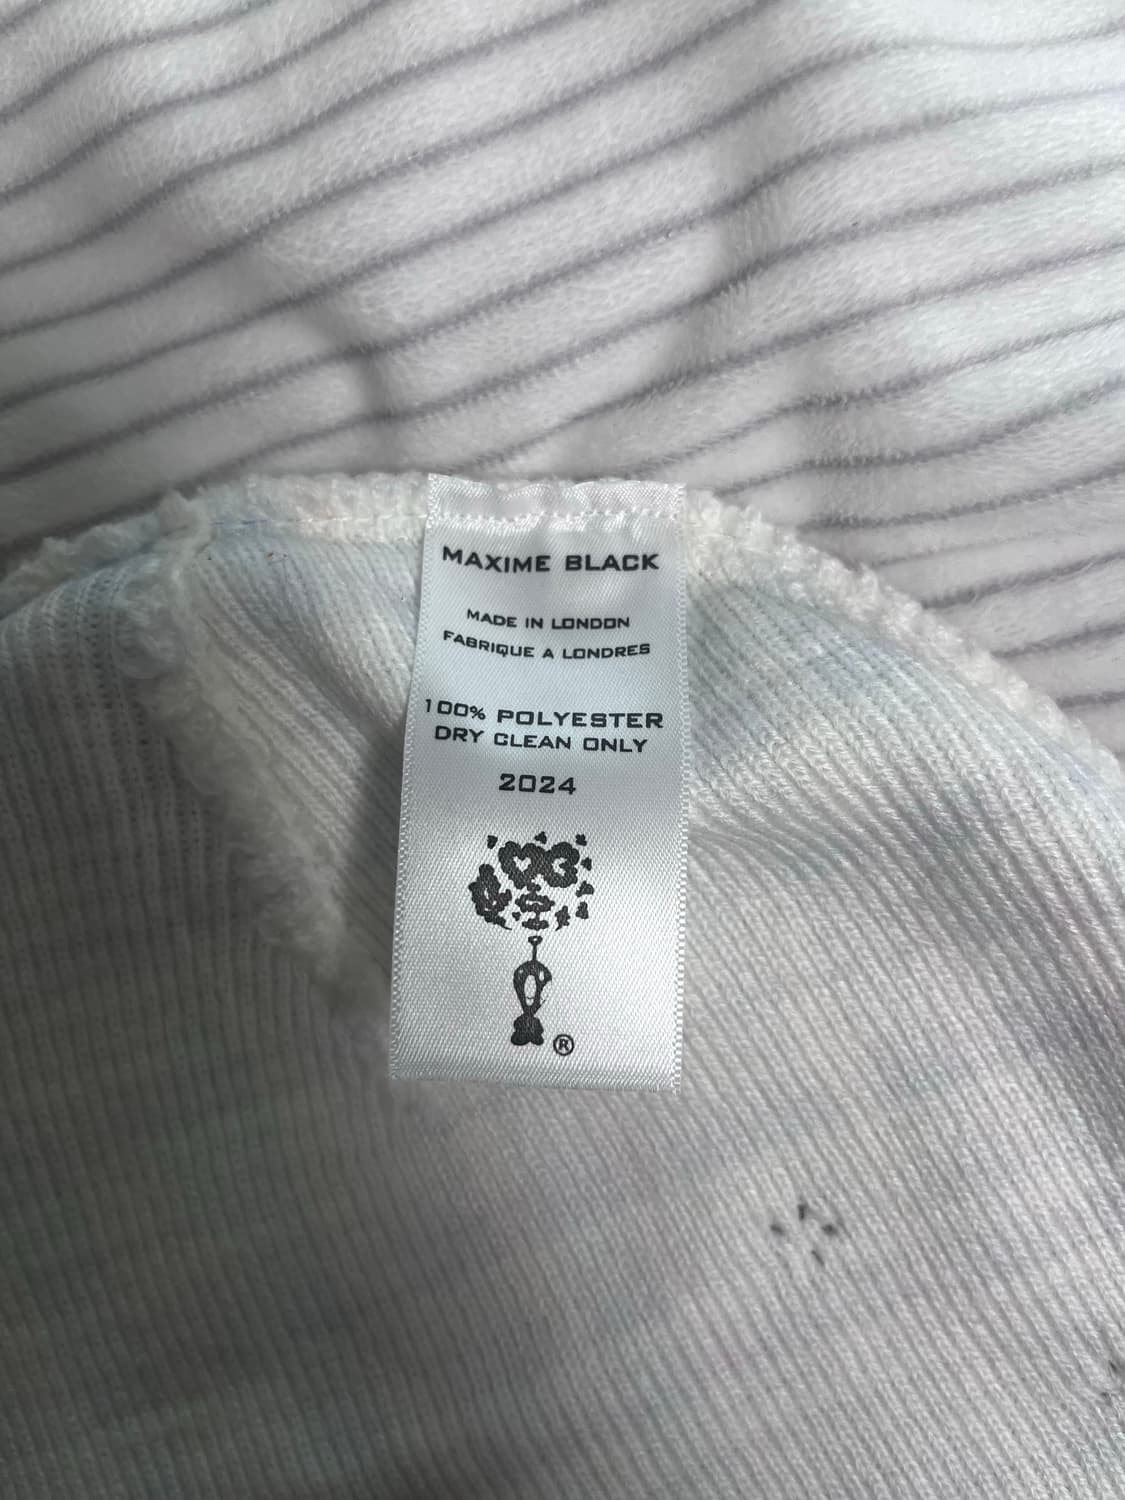 MAXIME BLACK
MADE IN LONDON
FABRIQUE A LONDRES
100% POLYESTER
DRY CLEAN ONLY
2024
®